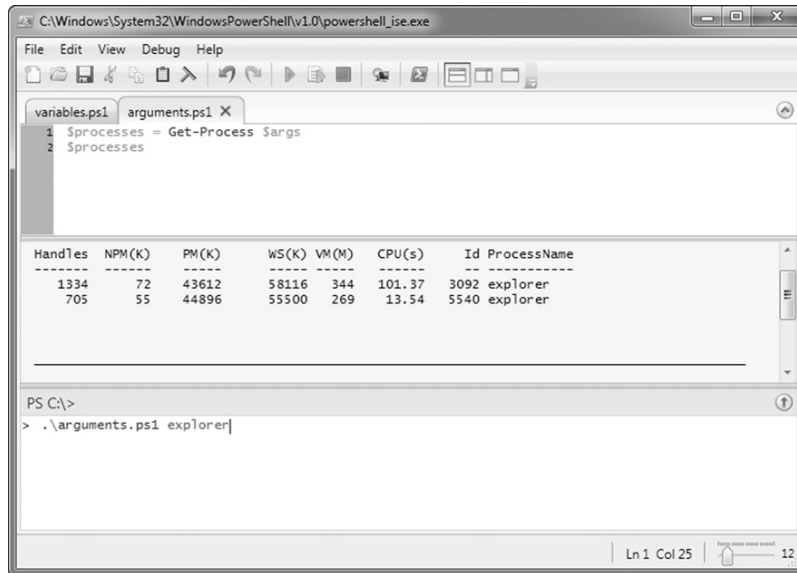 C:\Windows\System32\WindowsPowerShell\v1.0\powershell_ise.exe
File Edit View Debug Help
variables.ps1 arguments.ps1
1 $processes = Get-Process $args
2 $processes
Handles NPM(K) PM(K) WS(K) VM(M) CPU(s) Id ProcessName
------- ------ ----- ----- ----- ------ -- -----------
1334 72 43612 58116 344 101.37 3092 explorer
705 55 44896 55500 269 13.54 5540 explorer
PS C:\>
> .\arguments.ps1 explorer
Ln 1 Col 25 12